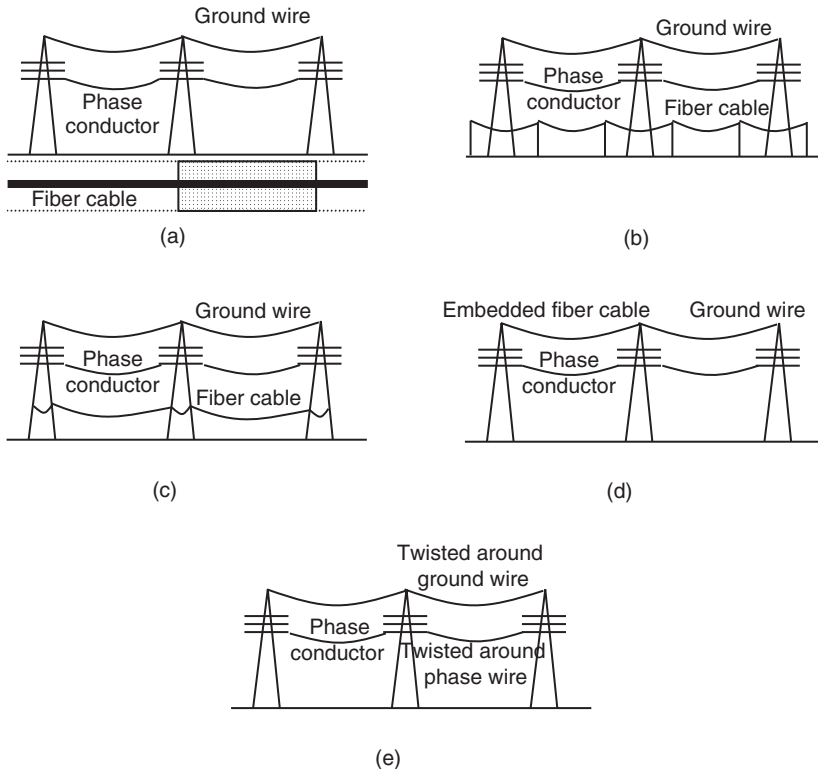 Ground wire
Phase
conductor
Fiber cable
(a)
Ground wire
Phase
conductor
Fiber cable
(b)
Ground wire
Phase
conductor
Fiber cable
(c)
Embedded fiber cable
Ground wire
Phase
conductor
(d)
Twisted around
ground wire
Phase
conductor
Twisted around
phase wire
(e)